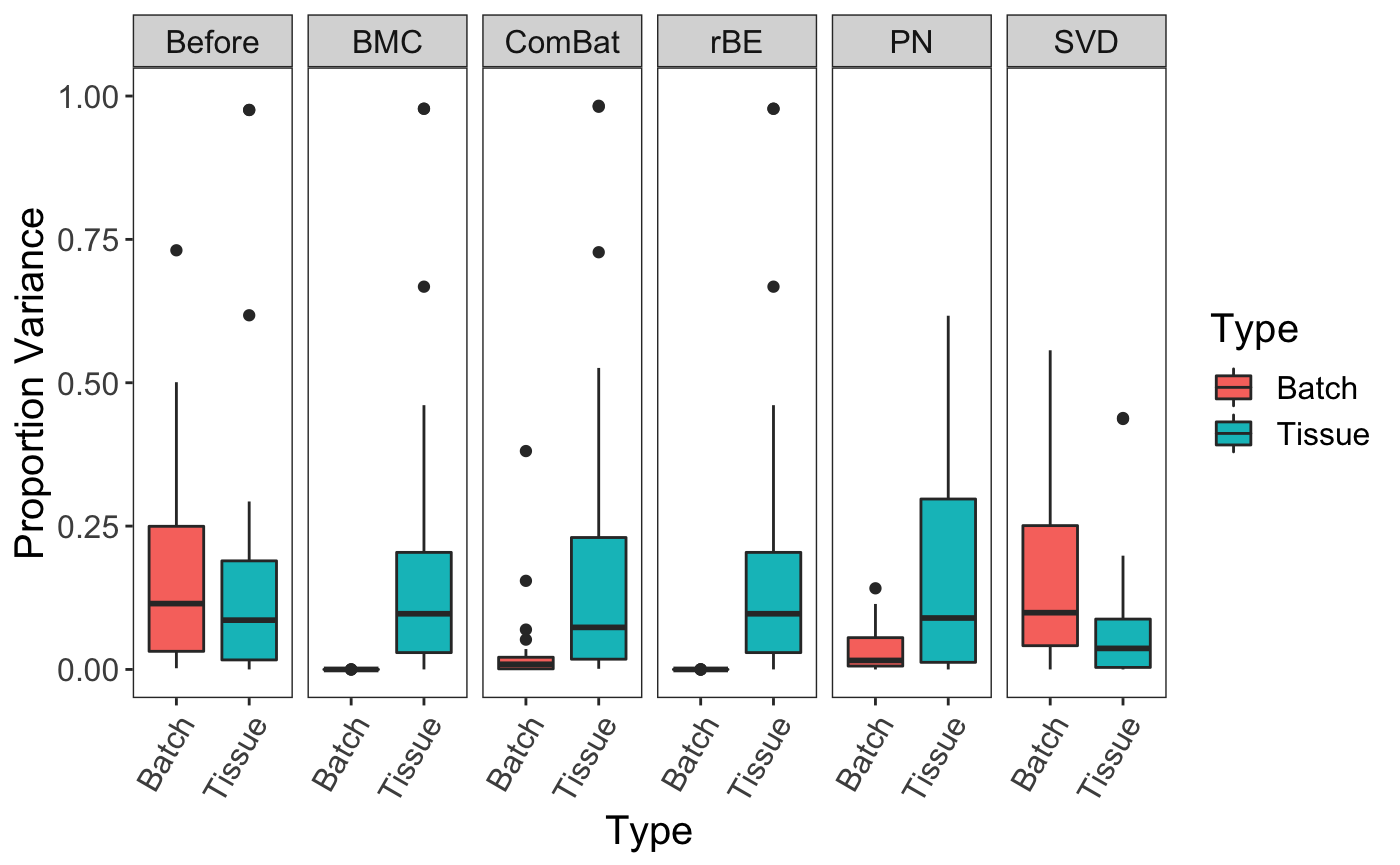 Before BMC ComBat rBE PN SVD
1.00
0.75
0.50
0.25
0.00
Proportion Variance
Batch Tissue Batch Tissue Batch Tissue Batch Tissue Batch Tissue Batch Tissue
Type
Type
Batch
Tissue